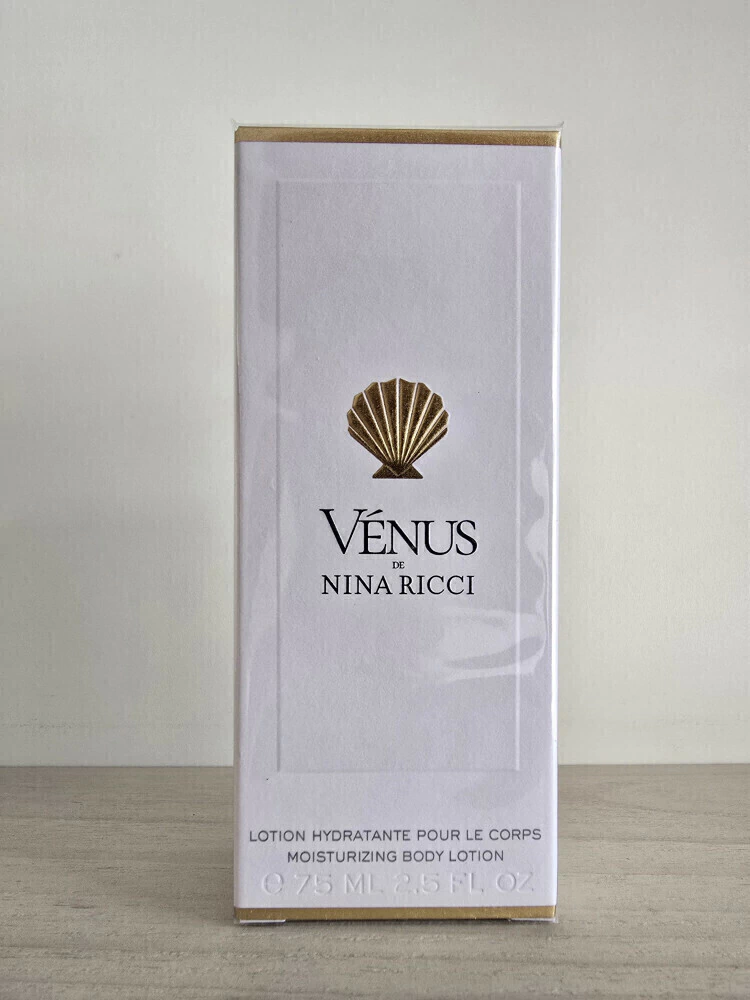 VÉNUS
DE
NINA RICCI
LOTION HYDRATANTE POUR LE CORPS
MOISTURIZING BODY LOTION
℮ 75 ML 2,5 FL. OZ